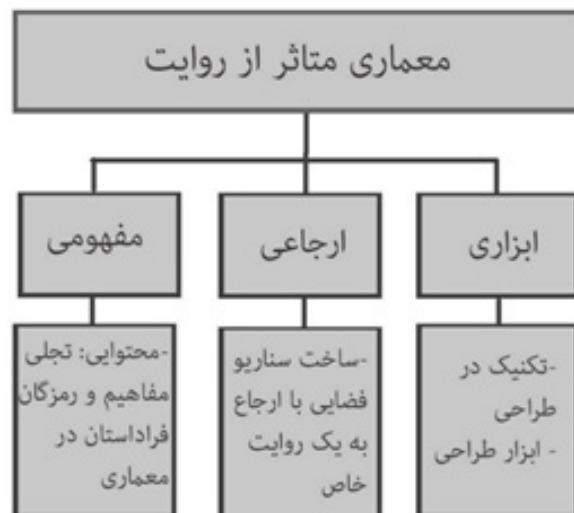 معماری متاثر از روایت
ابزاری
ارجاعی
مفهومی
-تکنیک در
طراحی
- ابزار طراحی
-ساخت سناریو
فضایی با ارجاع
به یک روایت
خاص
-محتوایی: تجلی
مفاهیم و رمزگان
فراداستان در
معماری